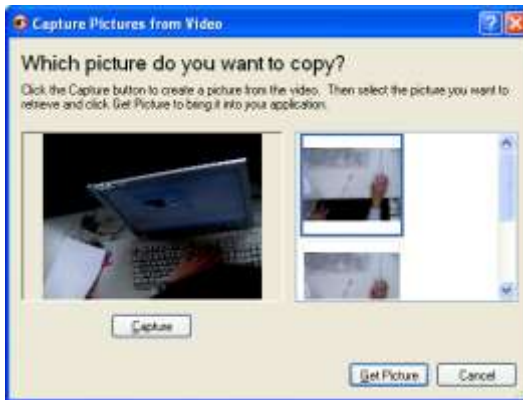 Capture Pictures from Video
Which picture do you want to copy?
Click the Capture button to create a picture from the video. Then select the picture you want to
retrieve and click Get Picture to bring it into your application.
Capture
Get Picture
Cancel